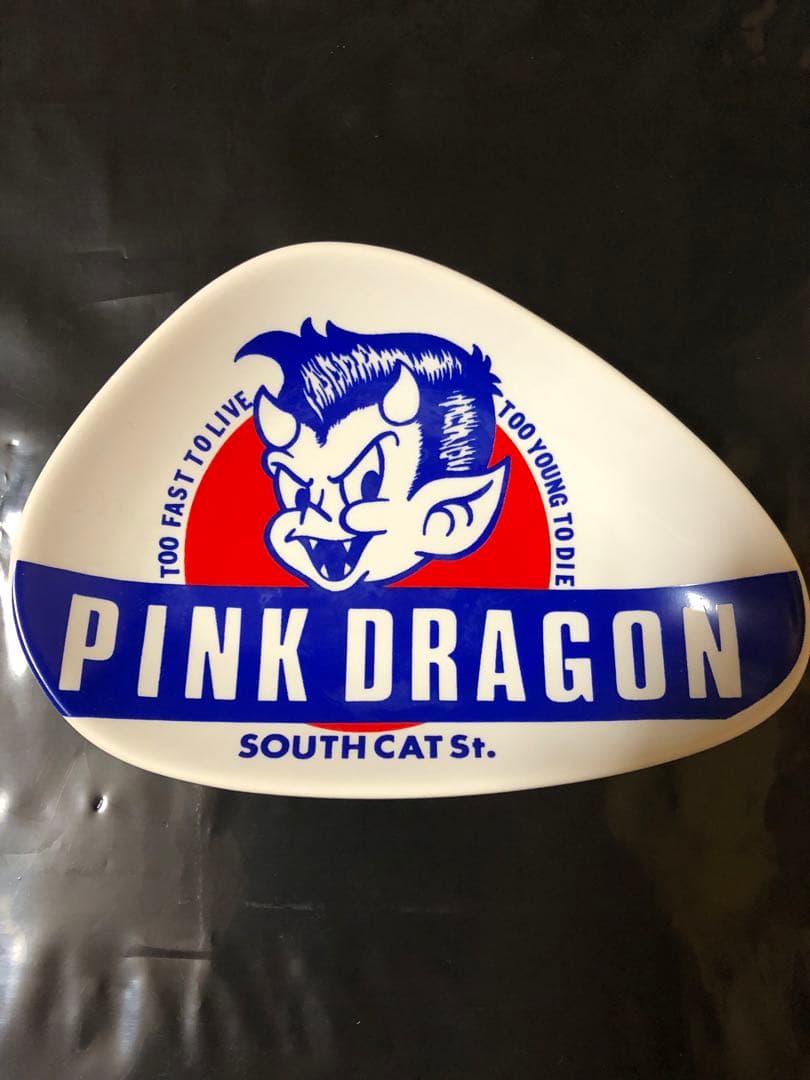 TOO FAST TO LIVE
TOO YOUNG TO DIE
PINK DRAGON
SOUTH CAT St.